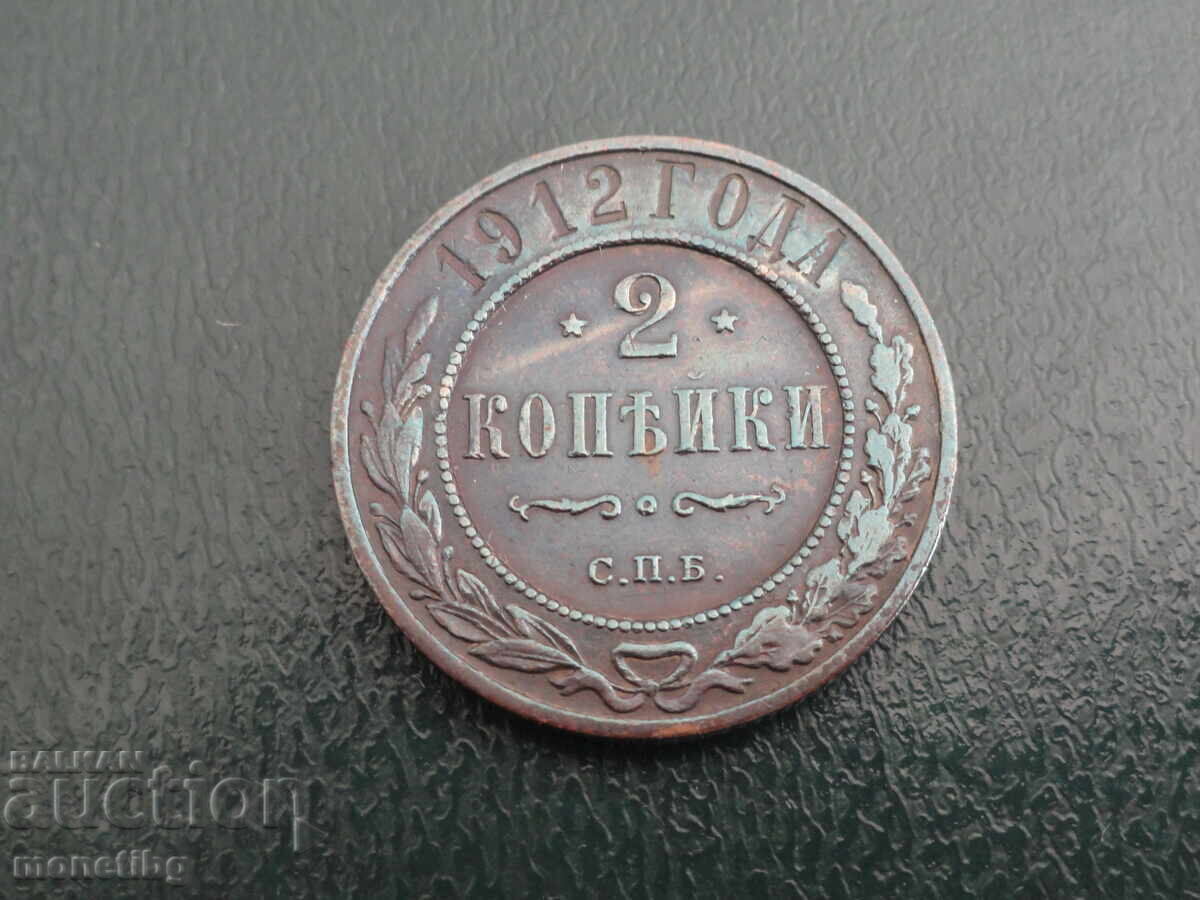 1912 ГОДА
2
КОПѢЙКИ
С.П.Б.
BALKAN
auction
monetibg